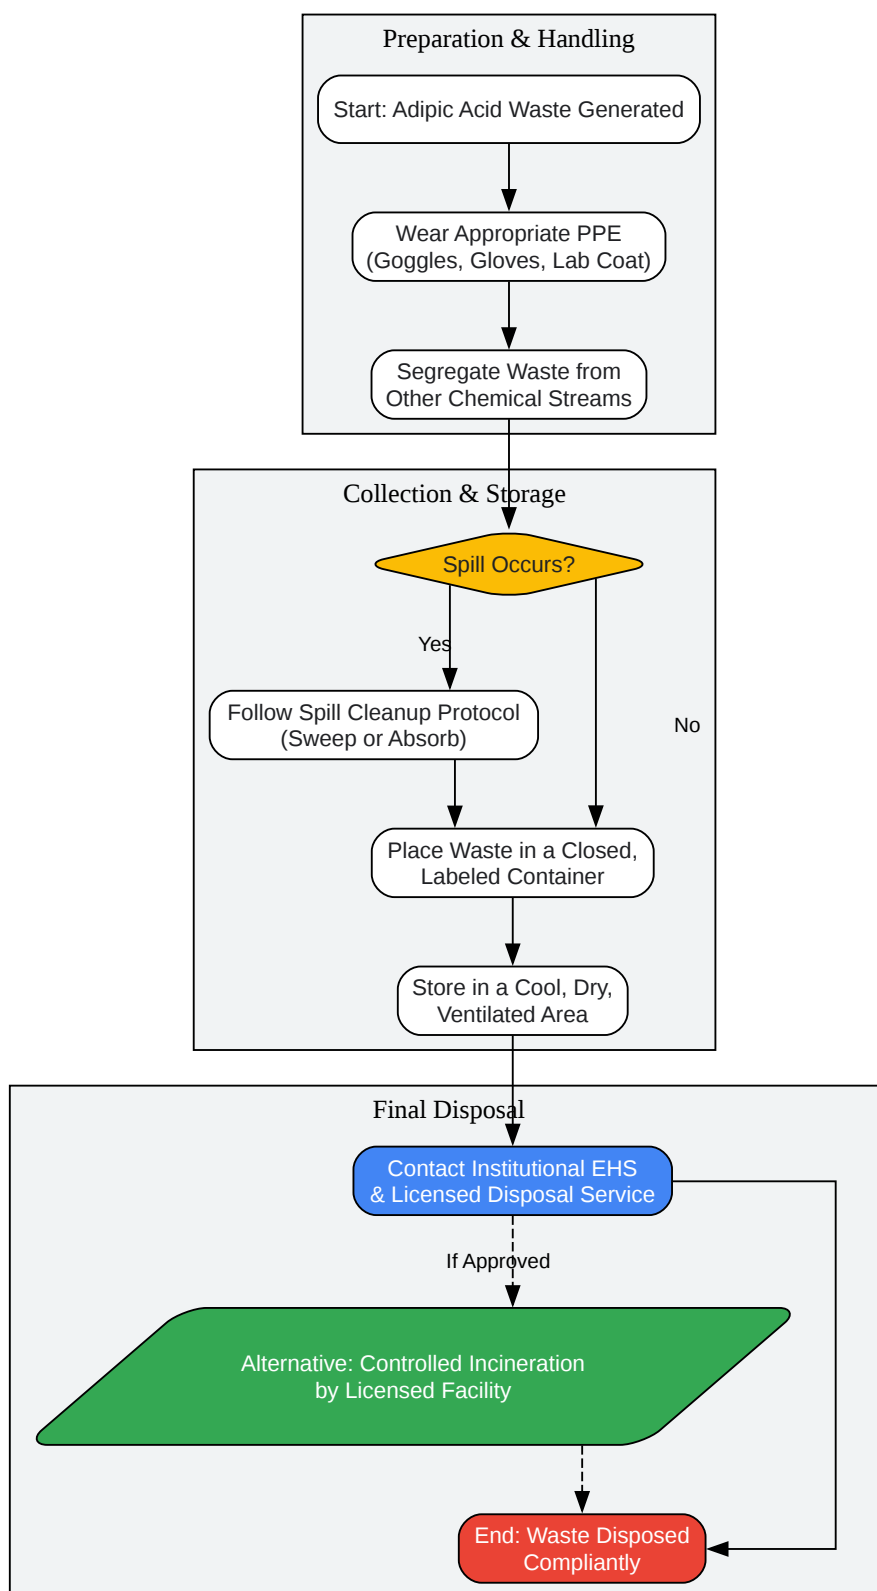 Preparation & Handling
Start: Adipic Acid Waste Generated
Wear Appropriate PPE
(Goggles, Gloves, Lab Coat)
Segregate Waste from
Other Chemical Streams
Collection & Storage
Spill Occurs?
Yes
Follow Spill Cleanup Protocol
(Sweep or Absorb)
No
Place Waste in a Closed,
Labeled Container
Store in a Cool, Dry,
Ventilated Area
Final Disposal
Contact Institutional EHS
& Licensed Disposal Service
If Approved
Alternative: Controlled Incineration
by Licensed Facility
End: Waste Disposed
Compliantly